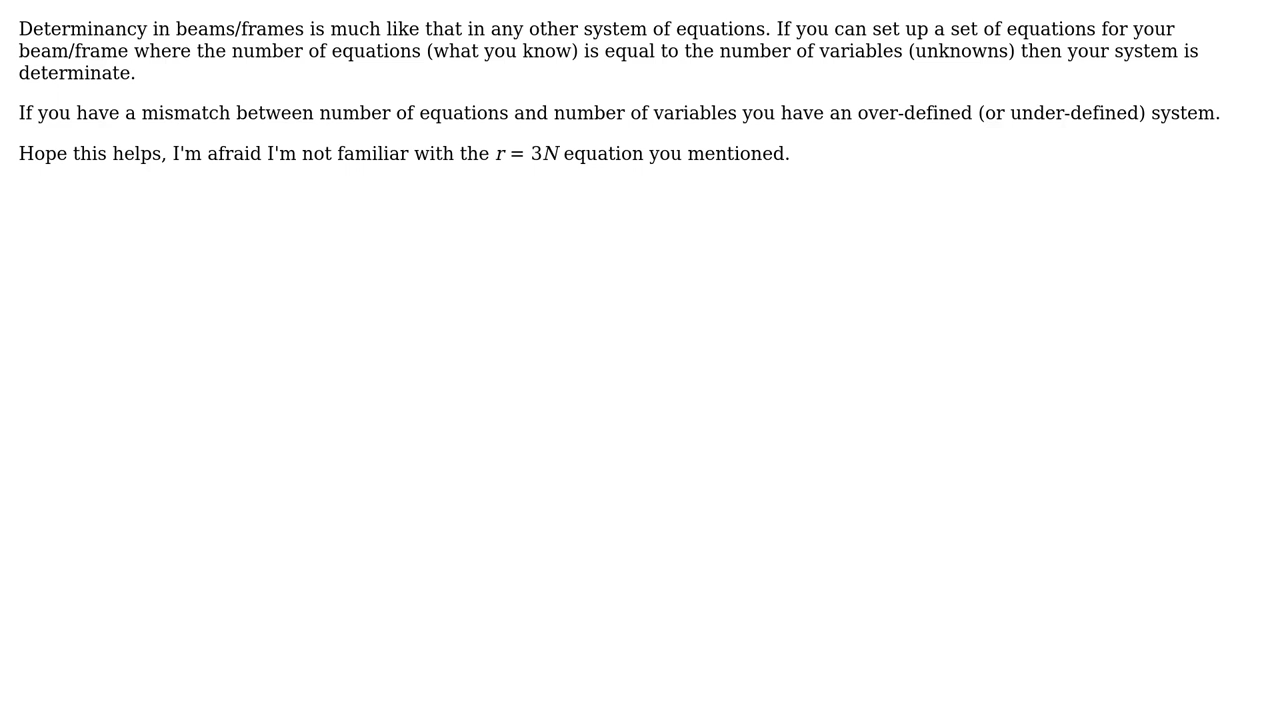 Determinancy in beams/frames is much like that in any other system of equations. If you can set up a set of equations for your
beam/frame where the number of equations (what you know) is equal to the number of variables (unknowns) then your system is
determinate.
If you have a mismatch between number of equations and number of variables you have an over-defined (or under-defined) system.
Hope this helps, I'm afraid I'm not familiar with the r = 3N equation you mentioned.